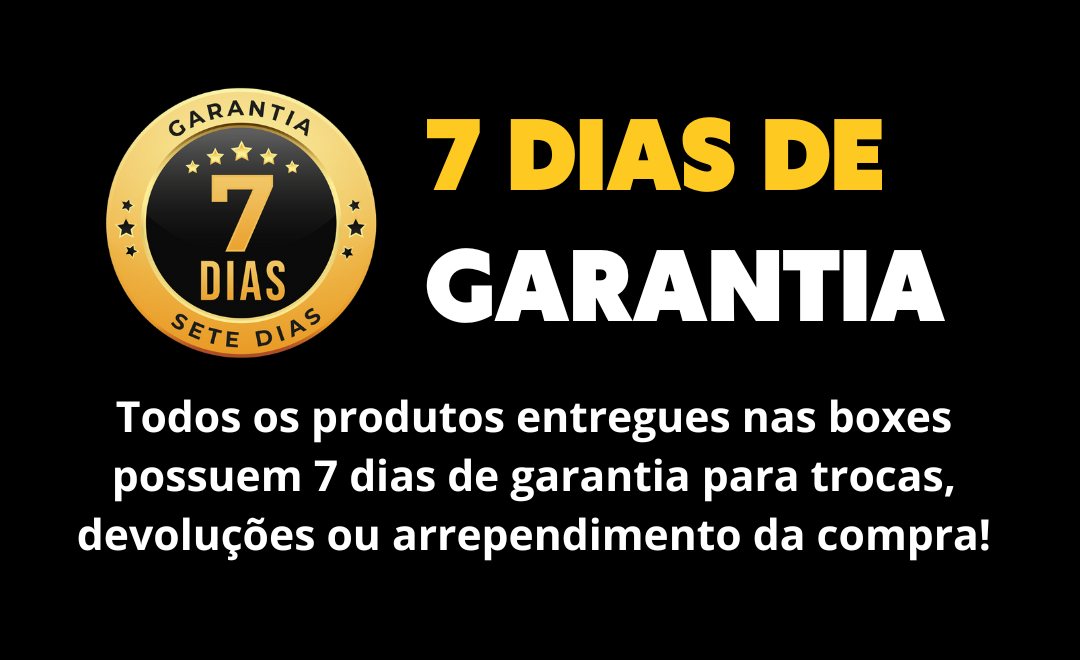 GARANTIA
7
DIAS
SETE DIAS
7 DIAS DE
GARANTIA
Todos os produtos entregues nas boxes
possuem 7 dias de garantia para trocas,
devoluções ou arrependimento da compra!